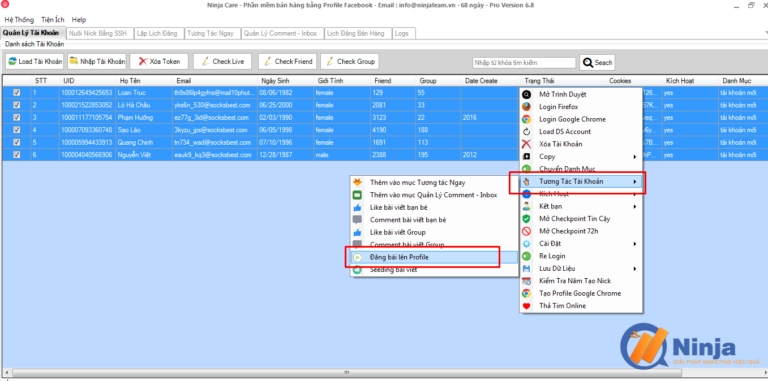 Ninja Care - Phần mềm bán hàng bằng Profile Facebook - Email : info@ninjateam.vn - 68 ngày - Pro Version 6.8
Hệ Thống Tiện Ích Help
Quản Lý Tài Khoản Nuôi Nick Bằng SSH Lập Lịch Đăng Tương Tác Ngay Quản Lý Comment - Inbox Lịch Đăng Bán Hàng Logs
Danh sách Tài Khoản
Load Tài Khoản Nhập Tài Khoản Xóa Token Check Live Check Friend Check Group Nhập từ khóa tìm kiếm Seach
STT UID Họ Tên Email Ngày Sinh Giới Tính Friend Group Date Create Trạng Thái Cookies Kích Hoạt Danh Mục
1 100012649425653 Loan Truc th9s86lp4gyfns@mail10phut... 08/06/1982 female 129 55 yes tài khoản mới
2 100021522853052 Lò Hà Châu yks6in_530@socksbest.com 06/25/2000 female 2081 33 yes tài khoản mới
3 100011177105754 Phạm Hướng ez77g_3id@socksbest.com 02/03/1990 female 3123 22 2016 yes tài khoản mới
4 100007093360748 Sao Láo 3kyzu_jps@socksbest.com 06/05/1998 female 4190 188 yes tài khoản mới
5 100005994433913 Quang Chinh tn734_wad@socksbest.com 07/10/1996 female 1691 113 yes tài khoản mới
6 100004040566906 Nguyễn Việt eauk9_kq3@socksbest.com 12/28/1987 male 2388 195 2012 yes tài khoản mới
Mở Trình Duyệt
Login Firefox
Login Google Chrome
Load DS Account
Xóa Tài Khoản
Copy
Chuyển Danh Mục
Tương Tác Tài Khoản
Kích Hoạt
Kết bạn
Mở Checkpoint Tin Cậy
Mở Checkpoint 72h
Cài Đặt
Re Login
Lưu Dữ Liệu
Kiểm Tra Năm Tạo Nick
Tạo Profile Google Chrome
Thả Tim Online
Thêm vào mục Tương tác Ngay
Thêm vào mục Quản Lý Comment - Inbox
Like bài viết bạn bè
Comment bài viết bạn bè
Like bài viết Group
Comment bài viết Group
Đăng bài lên Profile
Seeding bài viết
Ninja
GIẢI PHÁP MARKETING HIỆU QUẢ